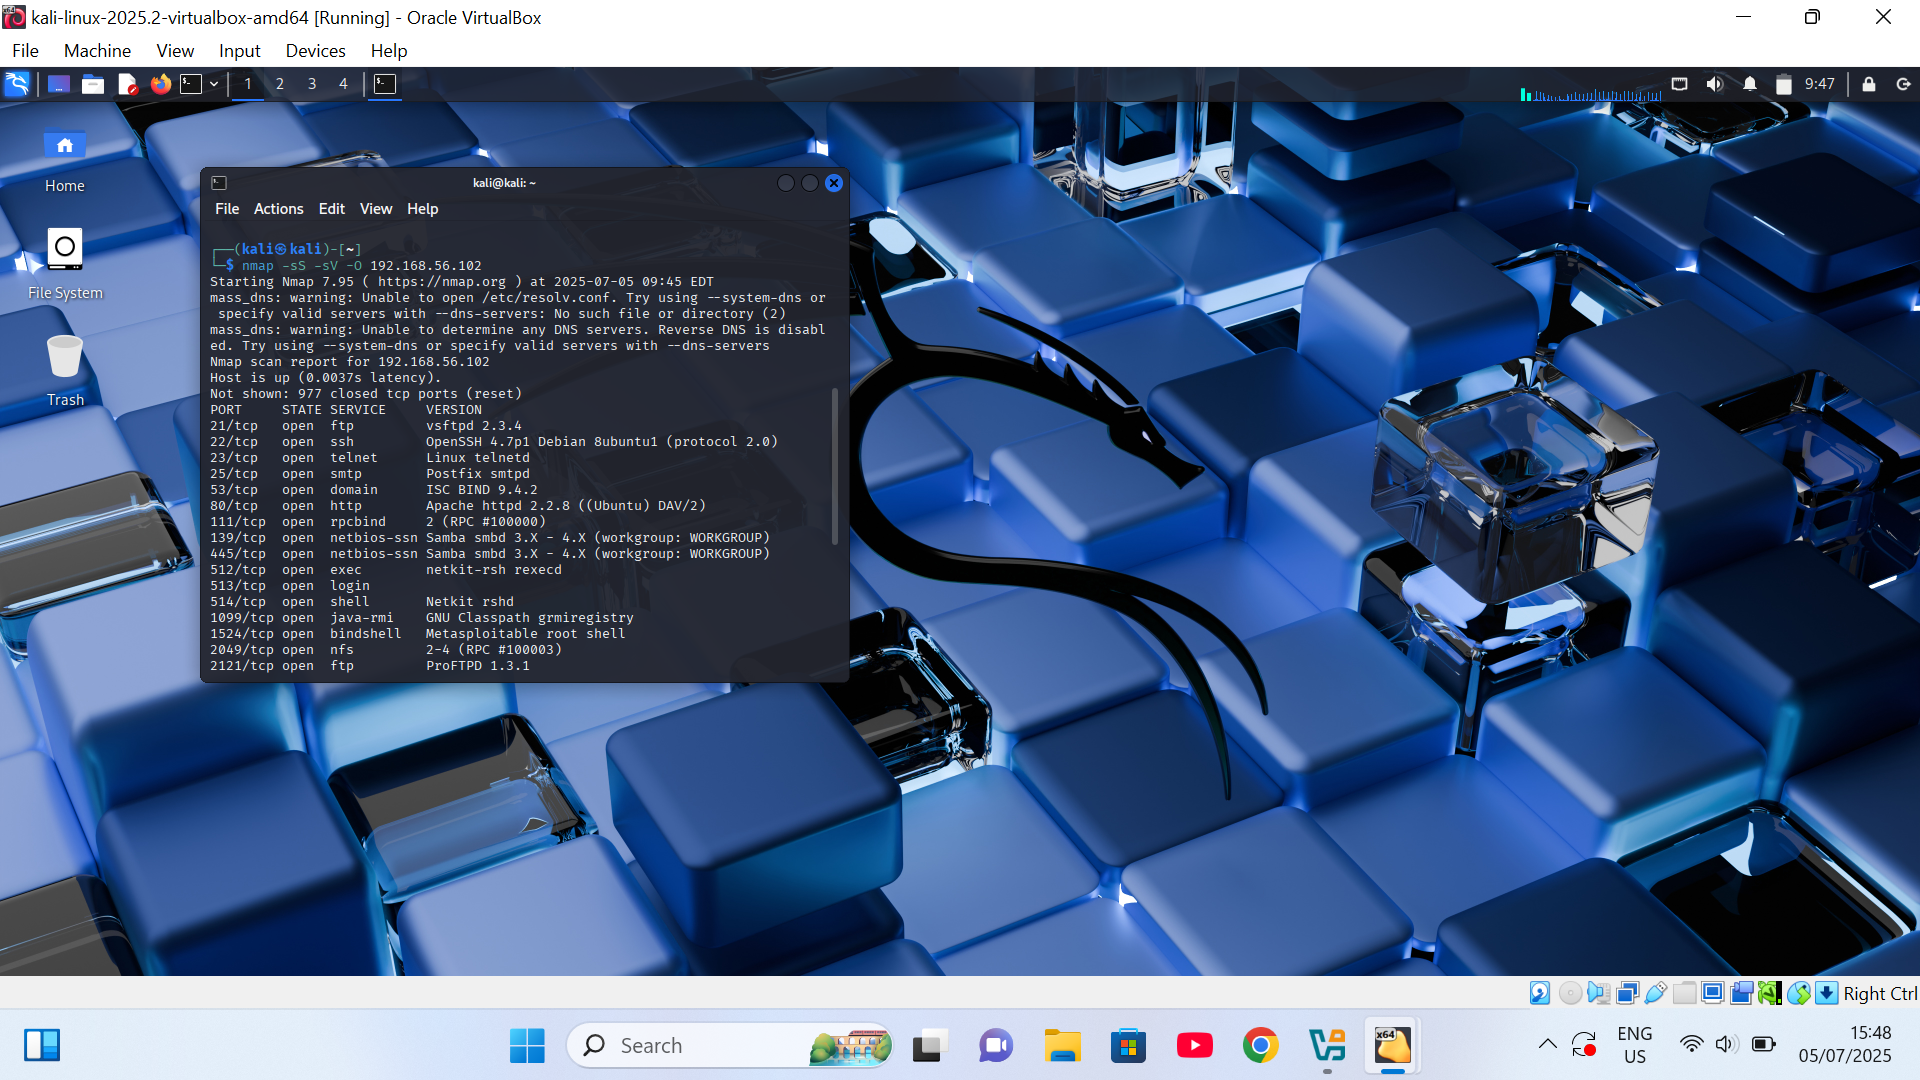 kali-linux-2025.2-virtualbox-amd64 [Running] - Oracle VirtualBox
File Machine View Input Devices Help
1 2 3 4
9:47
Home
File System
Trash
kali@kali: ~
File Actions Edit View Help
┌──(kali㉿kali)-[~]
└─$ nmap -sS -sV -O 192.168.56.102
Starting Nmap 7.95 ( https://nmap.org ) at 2025-07-05 09:45 EDT
mass_dns: warning: Unable to open /etc/resolv.conf. Try using --system-dns or
specify valid servers with --dns-servers: No such file or directory (2)
mass_dns: warning: Unable to determine any DNS servers. Reverse DNS is disabl
ed. Try using --system-dns or specify valid servers with --dns-servers
Nmap scan report for 192.168.56.102
Host is up (0.0037s latency).
Not shown: 977 closed tcp ports (reset)
PORT     STATE SERVICE     VERSION
21/tcp   open  ftp         vsftpd 2.3.4
22/tcp   open  ssh         OpenSSH 4.7p1 Debian 8ubuntu1 (protocol 2.0)
23/tcp   open  telnet      Linux telnetd
25/tcp   open  smtp        Postfix smtpd
53/tcp   open  domain      ISC BIND 9.4.2
80/tcp   open  http        Apache httpd 2.2.8 ((Ubuntu) DAV/2)
111/tcp  open  rpcbind     2 (RPC #100000)
139/tcp  open  netbios-ssn Samba smbd 3.X - 4.X (workgroup: WORKGROUP)
445/tcp  open  netbios-ssn Samba smbd 3.X - 4.X (workgroup: WORKGROUP)
512/tcp  open  exec        netkit-rsh rexecd
513/tcp  open  login
514/tcp  open  shell       Netkit rshd
1099/tcp open  java-rmi    GNU Classpath grmiregistry
1524/tcp open  bindshell   Metasploitable root shell
2049/tcp open  nfs         2-4 (RPC #100003)
2121/tcp open  ftp         ProFTPD 1.3.1
Right Ctrl
Search
x64
ENG
US
15:48
05/07/2025